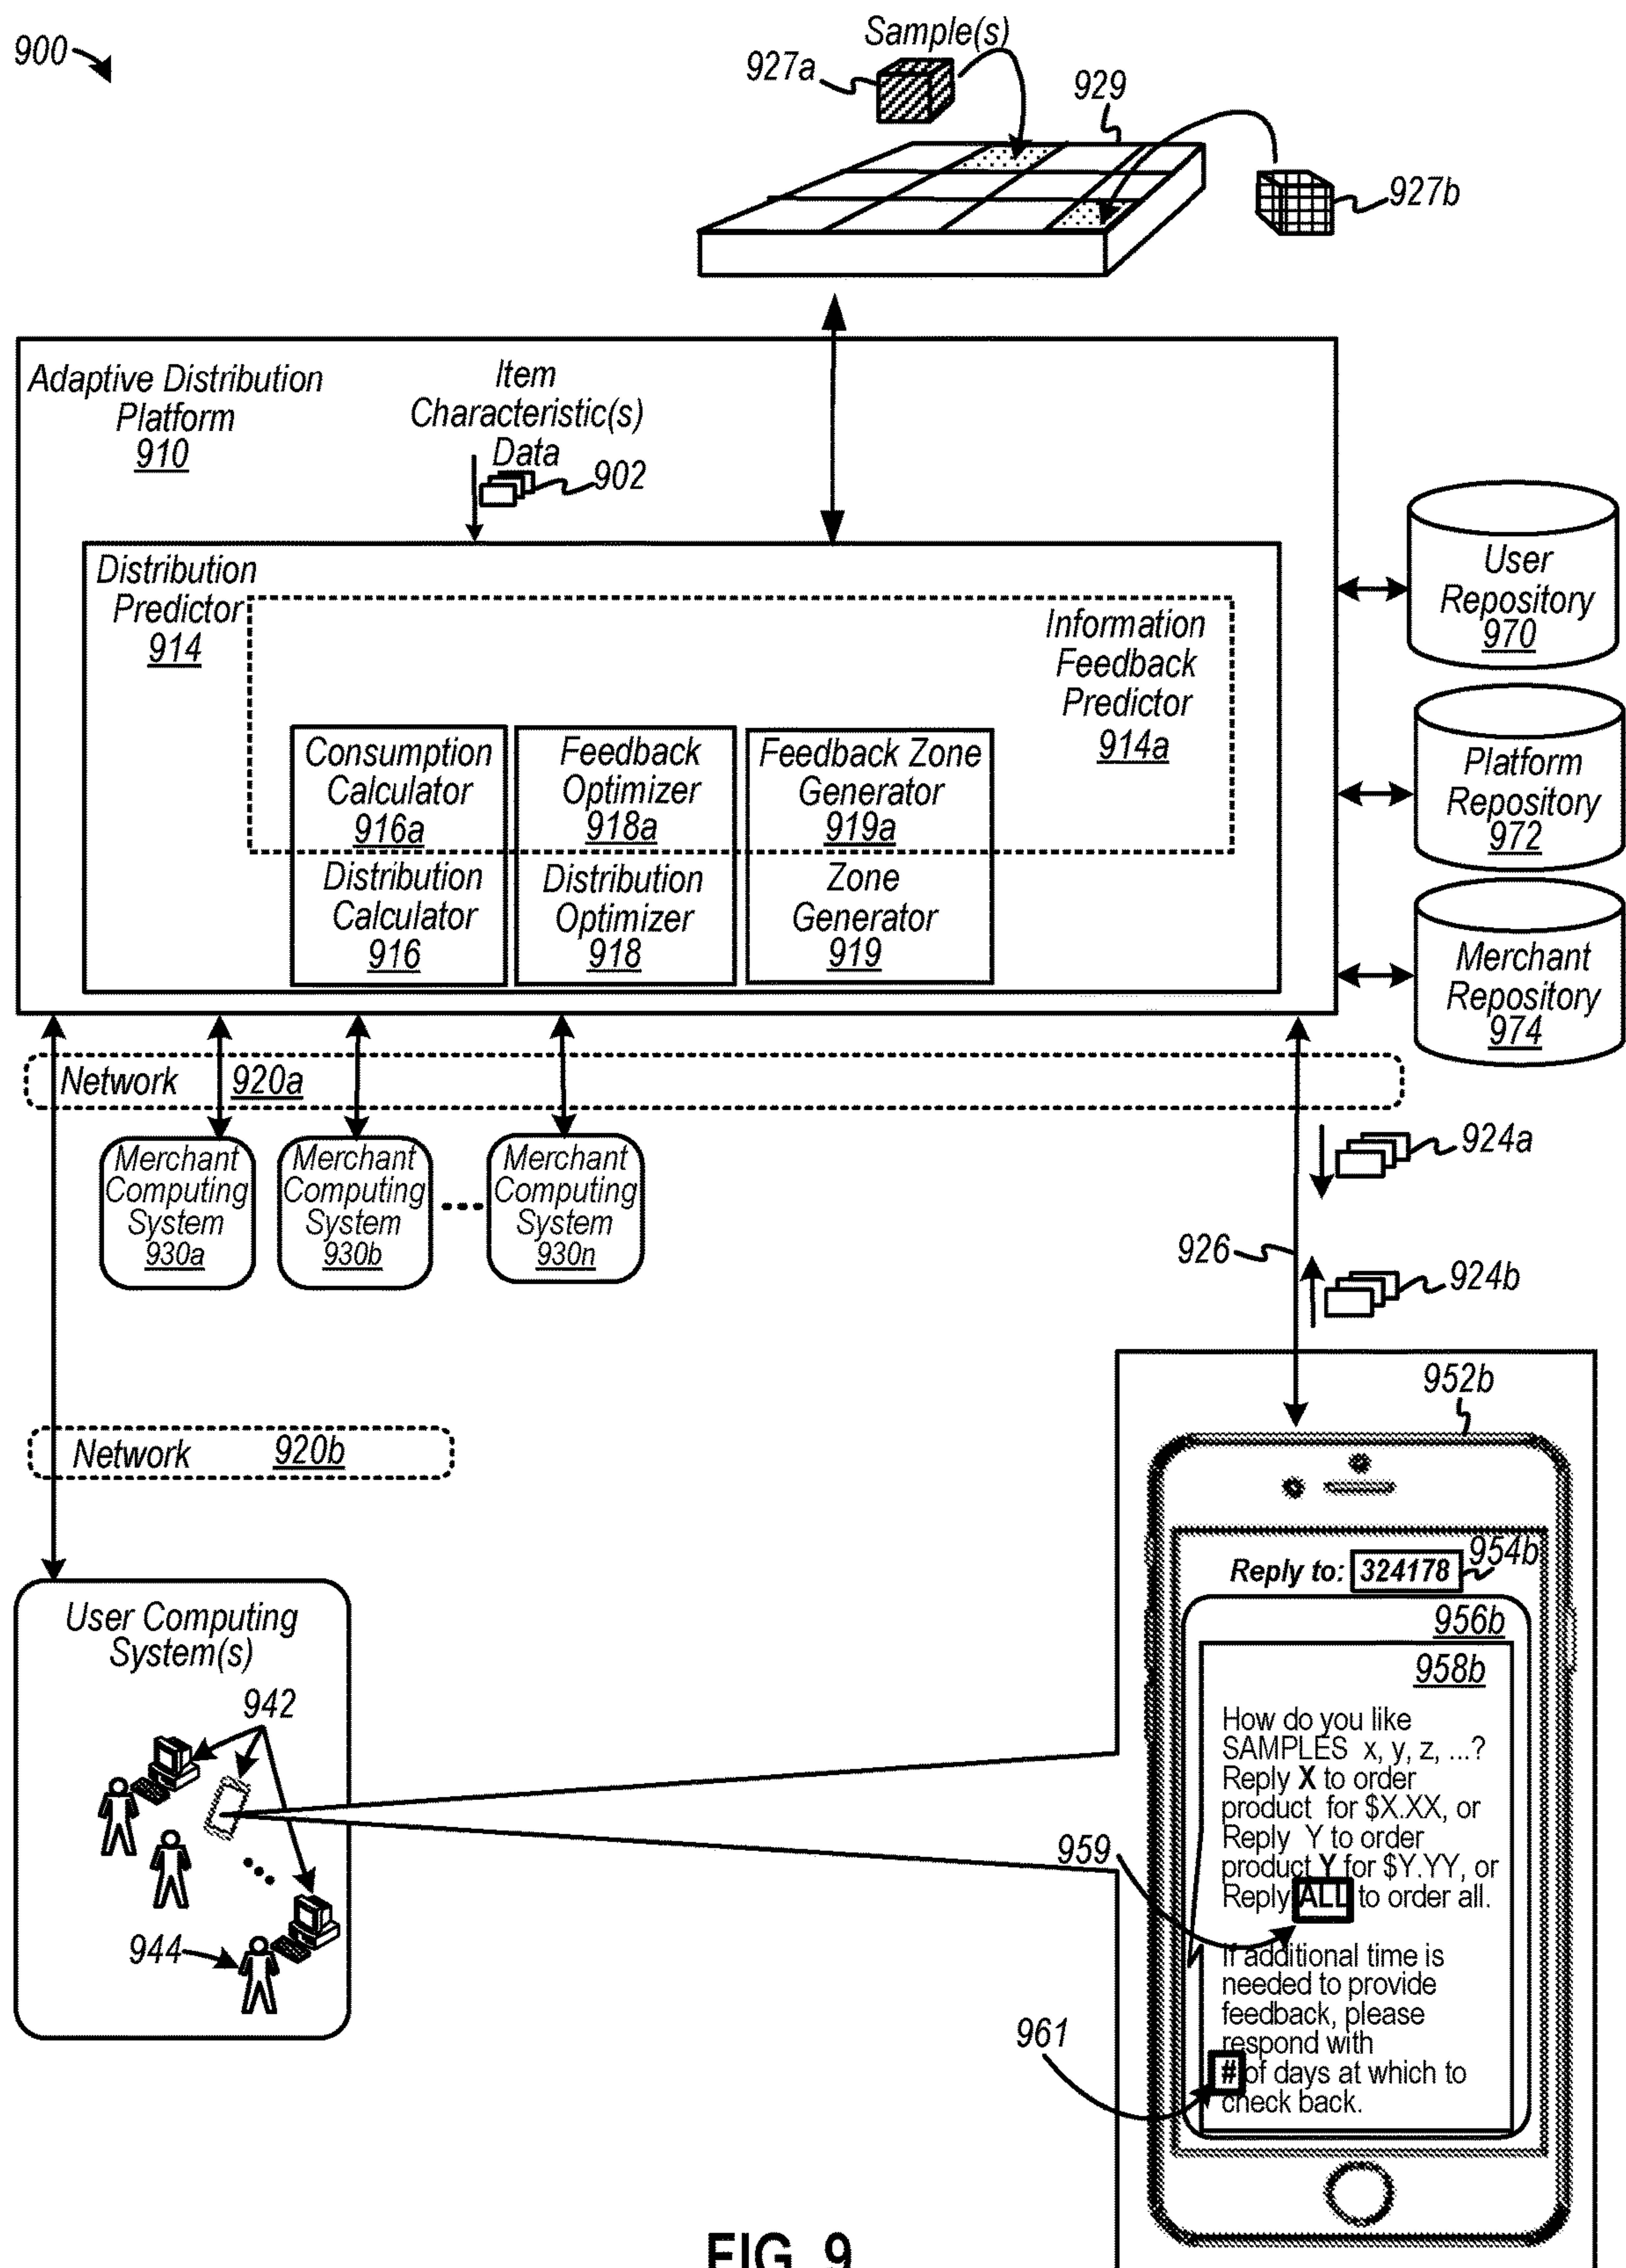 900
Sample(s)
927a
929
927b
Adaptive Distribution
Platform
910
Item
Characteristic(s)
Data
902
Distribution
Predictor
914
Information
Feedback
Predictor
914a
Consumption
Calculator
916a
Distribution
Calculator
916
Feedback
Optimizer
918a
Distribution
Optimizer
918
Feedback Zone
Generator
919a
Zone
Generator
919
User
Repository
970
Platform
Repository
972
Merchant
Repository
974
Network 920a
Merchant
Computing
System
930a
Merchant
Computing
System
930b
Merchant
Computing
System
930n
924a
926
924b
Network 920b
952b
Reply to: 324178
954b
956b
958b
How do you like
SAMPLES x, y, z, ...?
Reply X to order
product for $X.XX, or
Reply Y to order
product Y for $Y.YY, or
Reply ALL to order all.
If additional time is
needed to provide
feedback, please
respond with
# of days at which to
check back.
959
961
User Computing
System(s)
942
944
FIG. 9